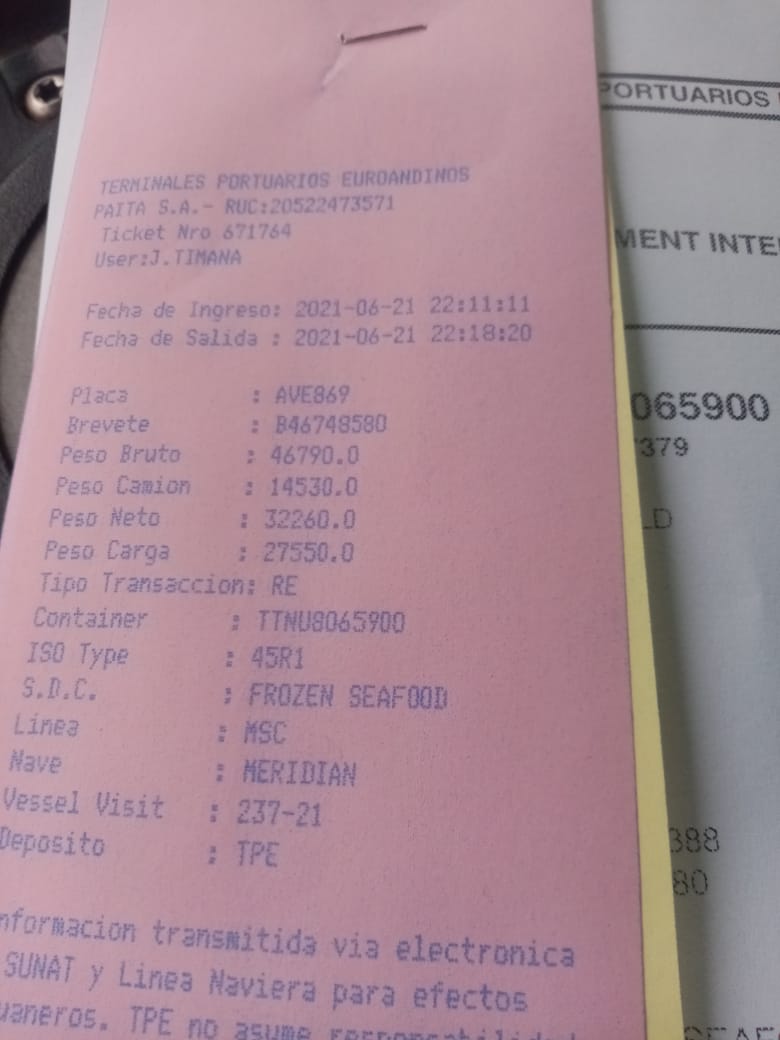 TERMINALES PORTUARIOS EUROANDINOS
PAITA S.A.- RUC:20522473571
Ticket Nro 671764
User:J.TIMANA
Fecha de Ingreso: 2021-06-21 22:11:11
Fecha de Salida : 2021-06-21 22:18:20
Placa : AVE869
Brevete : B46748580
Peso Bruto : 46790.0
Peso Camion : 14530.0
Peso Neto : 32260.0
Peso Carga : 27550.0
Tipo Transaccion: RE
Container : TTNU8065900
ISO Type : 45R1
S.D.C. : FROZEN SEAFOOD
Linea : MSC
Nave : MERIDIAN
Vessel Visit : 237-21
Deposito : TPE
nformacion transmitida via electronica
SUNAT y Linea Naviera para efectos
uaneros. TPE no asume
PORTUARIOS
MENT INTE
065900
379
LD
388
80